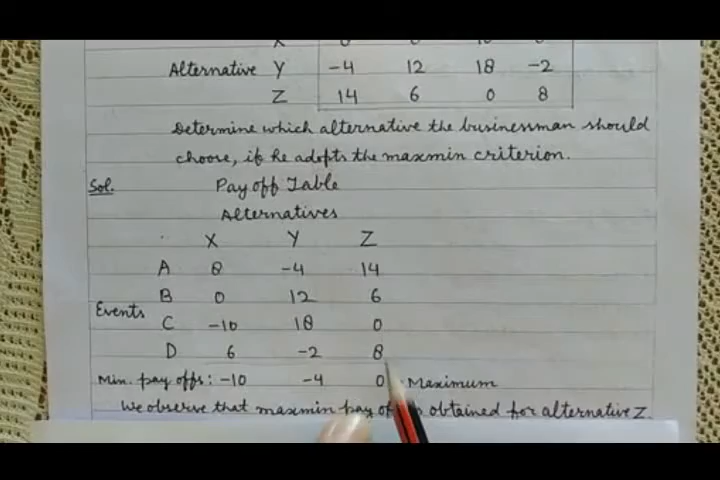 Alternative Y -4 12 18 -2
Z 14 6 0 8
Determine which alternative the businessman should
choose, if he adopts the maxmin criterion.
Sol. Pay off Table
Alternatives
X Y Z
A 8 -4 14
B 0 12 6
Events
C -10 18 0
D 6 -2 8
Min. pay offs: -10 -4 0 Maximum
We observe that maxmin pay obtained for alternative Z.